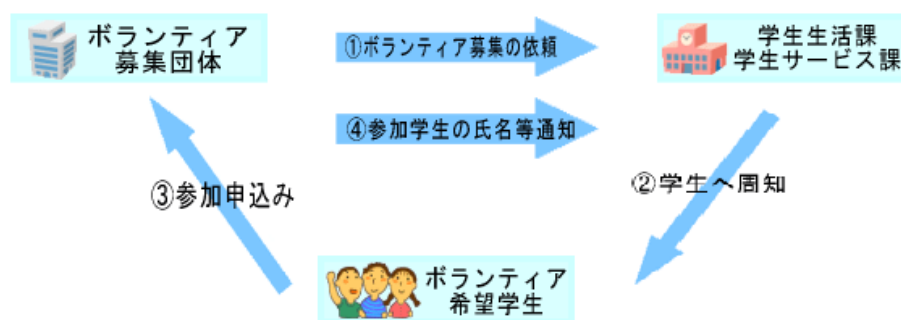 ボランティア
募集団体
①ボランティア募集の依頼
学生生活課
学生サービス課
④参加学生の氏名等通知
③参加申込み
②学生へ周知
ボランティア
希望学生